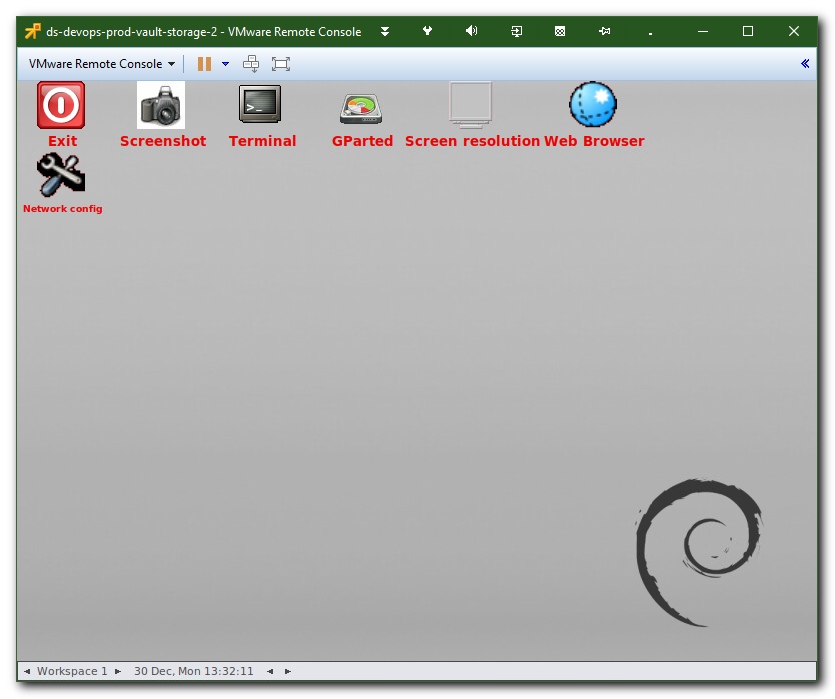 ds-devops-prod-vault-storage-2 - VMware Remote Console
VMware Remote Console
Exit
Screenshot
Terminal
GParted
Screen resolution
Web Browser
Network config
Workspace 1
30 Dec, Mon 13:32:11